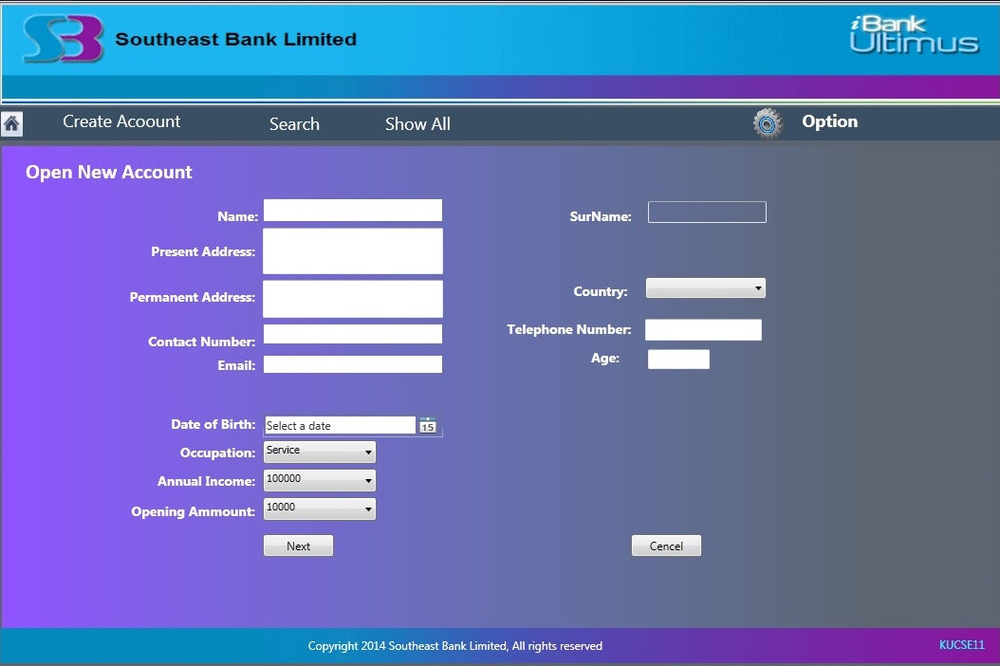 SB Southeast Bank Limited
iBank
Ultimus
Create Acoount Search Show All Option
Open New Account
Name: SurName:
Present Address:
Permanent Address: Country:
Contact Number: Telephone Number:
Email: Age:
Date of Birth: Select a date 15
Occupation: Service
Annual Income: 100000
Opening Ammount: 10000
Next Cencel
Copyright 2014 Southeast Bank Limited, All rights reserved KUCSE11